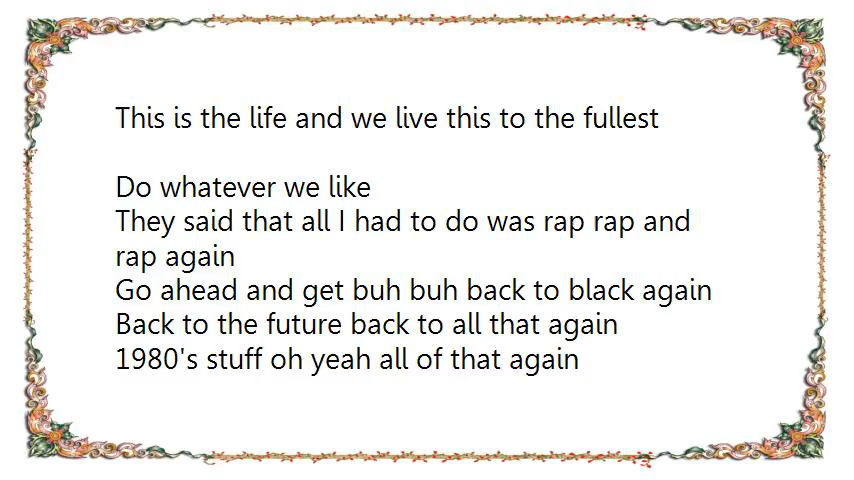 This is the life and we live this to the fullest
Do whatever we like
They said that all I had to do was rap rap and
rap again
Go ahead and get buh buh back to black again
Back to the future back to all that again
1980's stuff oh yeah all of that again